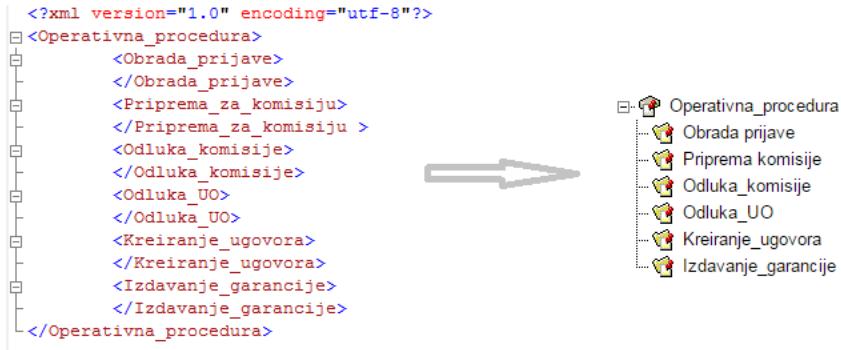 <?xml version="1.0" encoding="utf-8"?>
<Operativna_procedura>
<Obrada_prijave>
</Obrada_prijave>
<Priprema_za_komisiju>
</Priprema_za_komisiju >
<Odluka_komisije>
</Odluka_komisije>
<Odluka_UO>
</Odluka_UO>
<Kreiranje_ugovora>
</Kreiranje_ugovora>
<Izdavanje_garancije>
</Izdavanje_garancije>
</Operativna_procedura>
Operativna_procedura
Obrada prijave
Priprema komisije
Odluka_komisije
Odluka_UO
Kreiranje_ugovora
Izdavanje_garancije